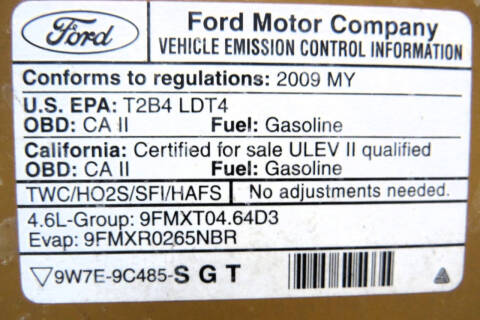 Ford
Ford Motor Company
VEHICLE EMISSION CONTROL INFORMATION
Conforms to regulations: 2009 MY
U.S. EPA: T2B4 LDT4
OBD: CA II Fuel: Gasoline
California: Certified for sale ULEV II qualified
OBD: CA II Fuel: Gasoline
TWC/HO2S/SFI/HAFS No adjustments needed.
4.6L-Group: 9FMXT04.64D3
Evap: 9FMXR0265NBR
▽9W7E-9C485-S G T